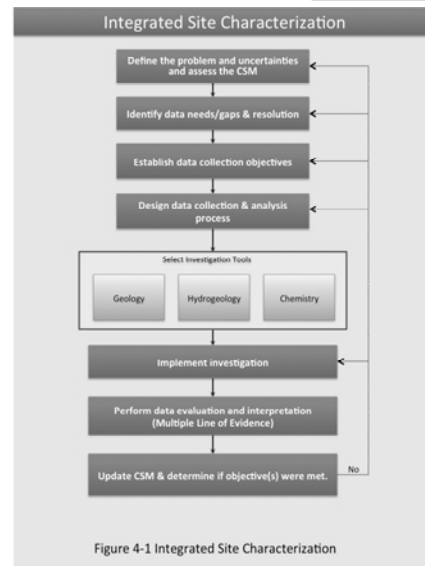 Integrated Site Characterization
Define the problem and uncertainties
and assess the CSM
Identify data needs/gaps & resolution
Establish data collection objectives
Design data collection & analysis
process
Select Investigation Tools
Geology
Hydrogeology
Chemistry
Implement investigation
Perform data evaluation and interpretation
(Multiple Line of Evidence)
Update CSM & determine if objective(s) were met.
No
Figure 4-1 Integrated Site Characterization